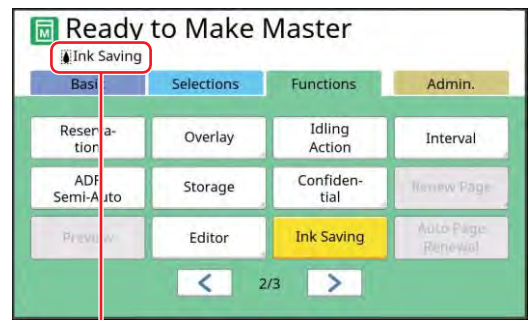 Ready to Make Master
Ink Saving
Basic Selections Functions Admin.
Reserva-
tion Overlay Idling
Action Interval
ADF
Semi-Auto Storage Confiden-
tial Renew Page
Preview Editor Ink Saving Auto Page
Renewal
2/3